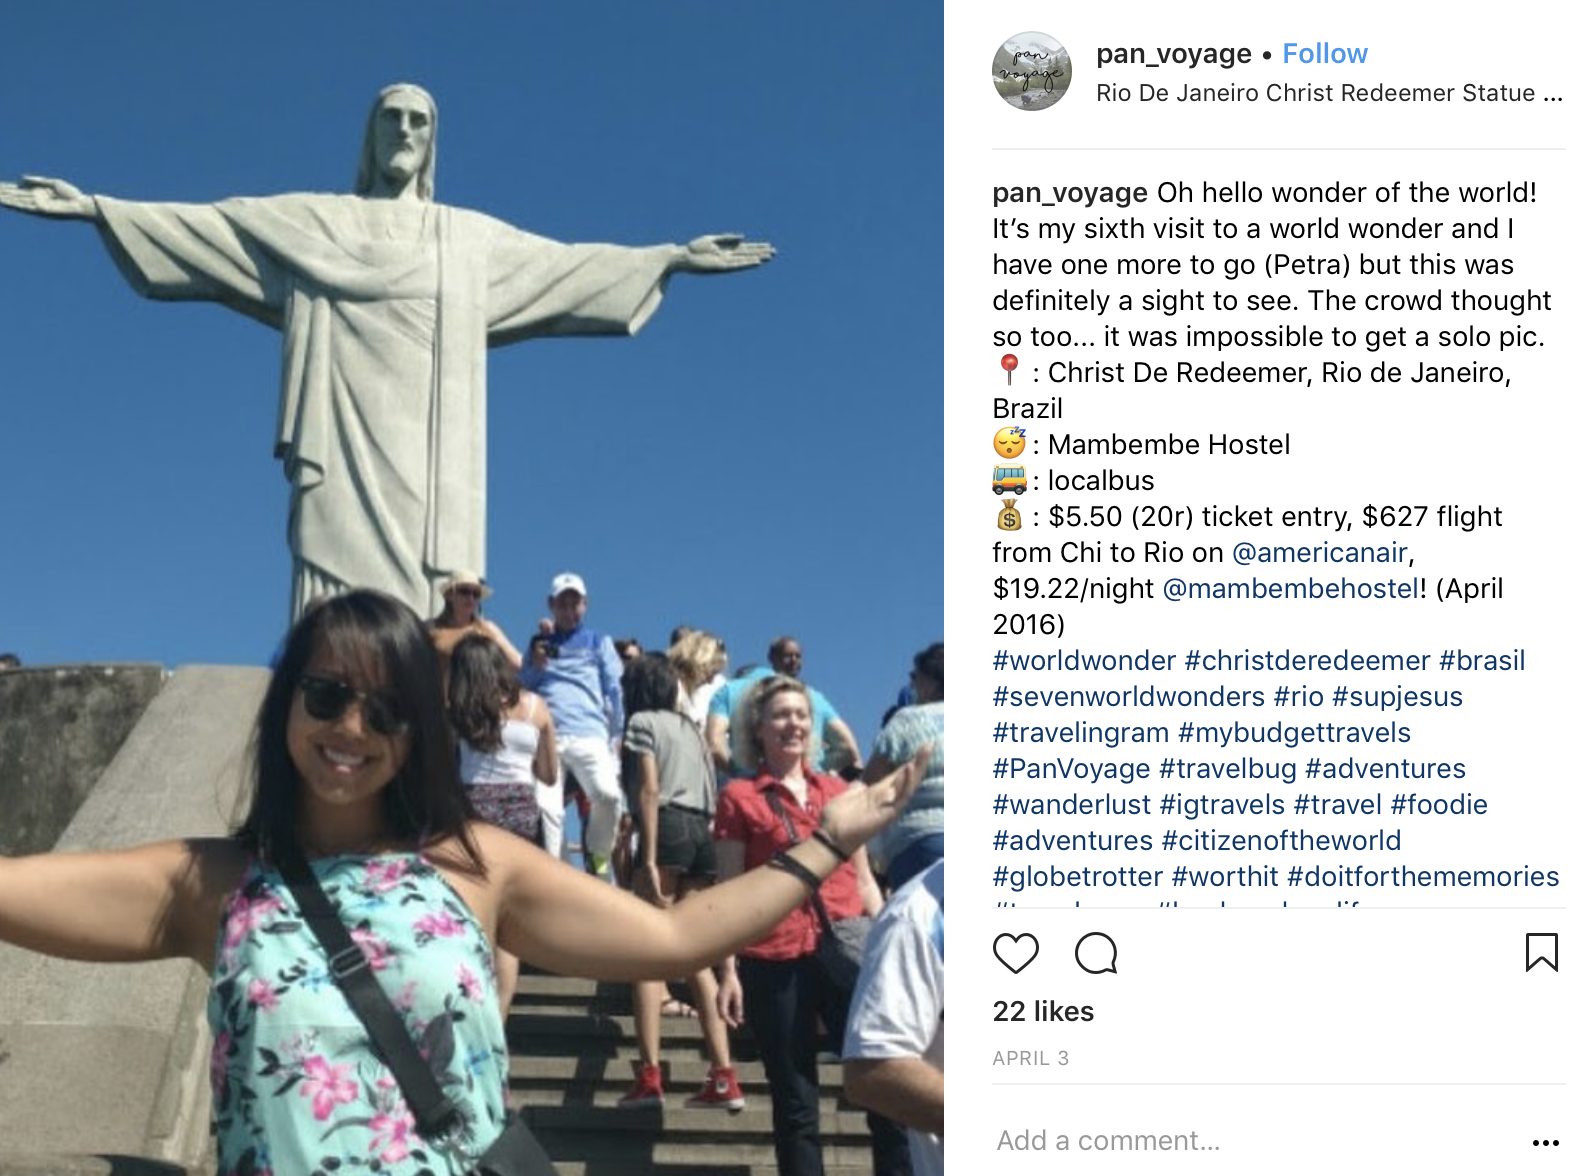 pan voyage
pan_voyage • Follow
Rio De Janeiro Christ Redeemer Statue ...
pan_voyage Oh hello wonder of the world!
It’s my sixth visit to a world wonder and I
have one more to go (Petra) but this was
definitely a sight to see. The crowd thought
so too... it was impossible to get a solo pic.
📍 : Christ De Redeemer, Rio de Janeiro,
Brazil
😴 : Mambembe Hostel
🚌 : localbus
💰 : $5.50 (20r) ticket entry, $627 flight
from Chi to Rio on @americanair,
$19.22/night @mambembehostel! (April
2016)
#worldwonder #christderedeemer #brasil
#sevenworldwonders #rio #supjesus
#travelingram #mybudgettravels
#PanVoyage #travelbug #adventures
#wanderlust #igtravels #travel #foodie
#adventures #citizenoftheworld
#globetrotter #worthit #doitforthememories
22 likes
APRIL 3
Add a comment...